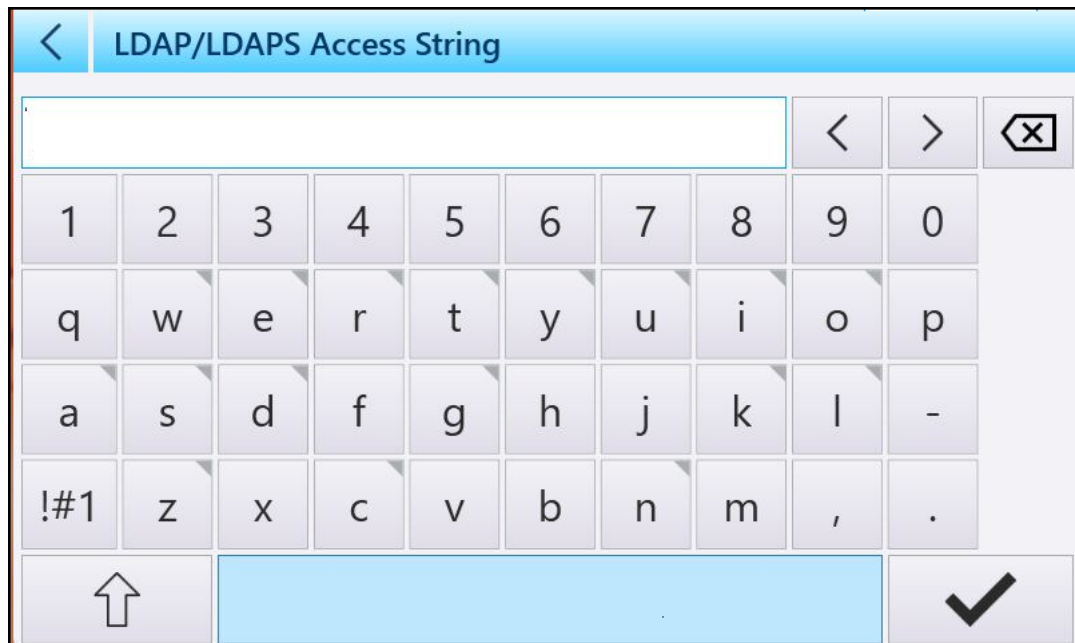 LDAP/LDAPS Access String
1 2 3 4 5 6 7 8 9 0
q w e r t y u i o p
a s d f g h j k l -
!#1 z x c v b n m , .